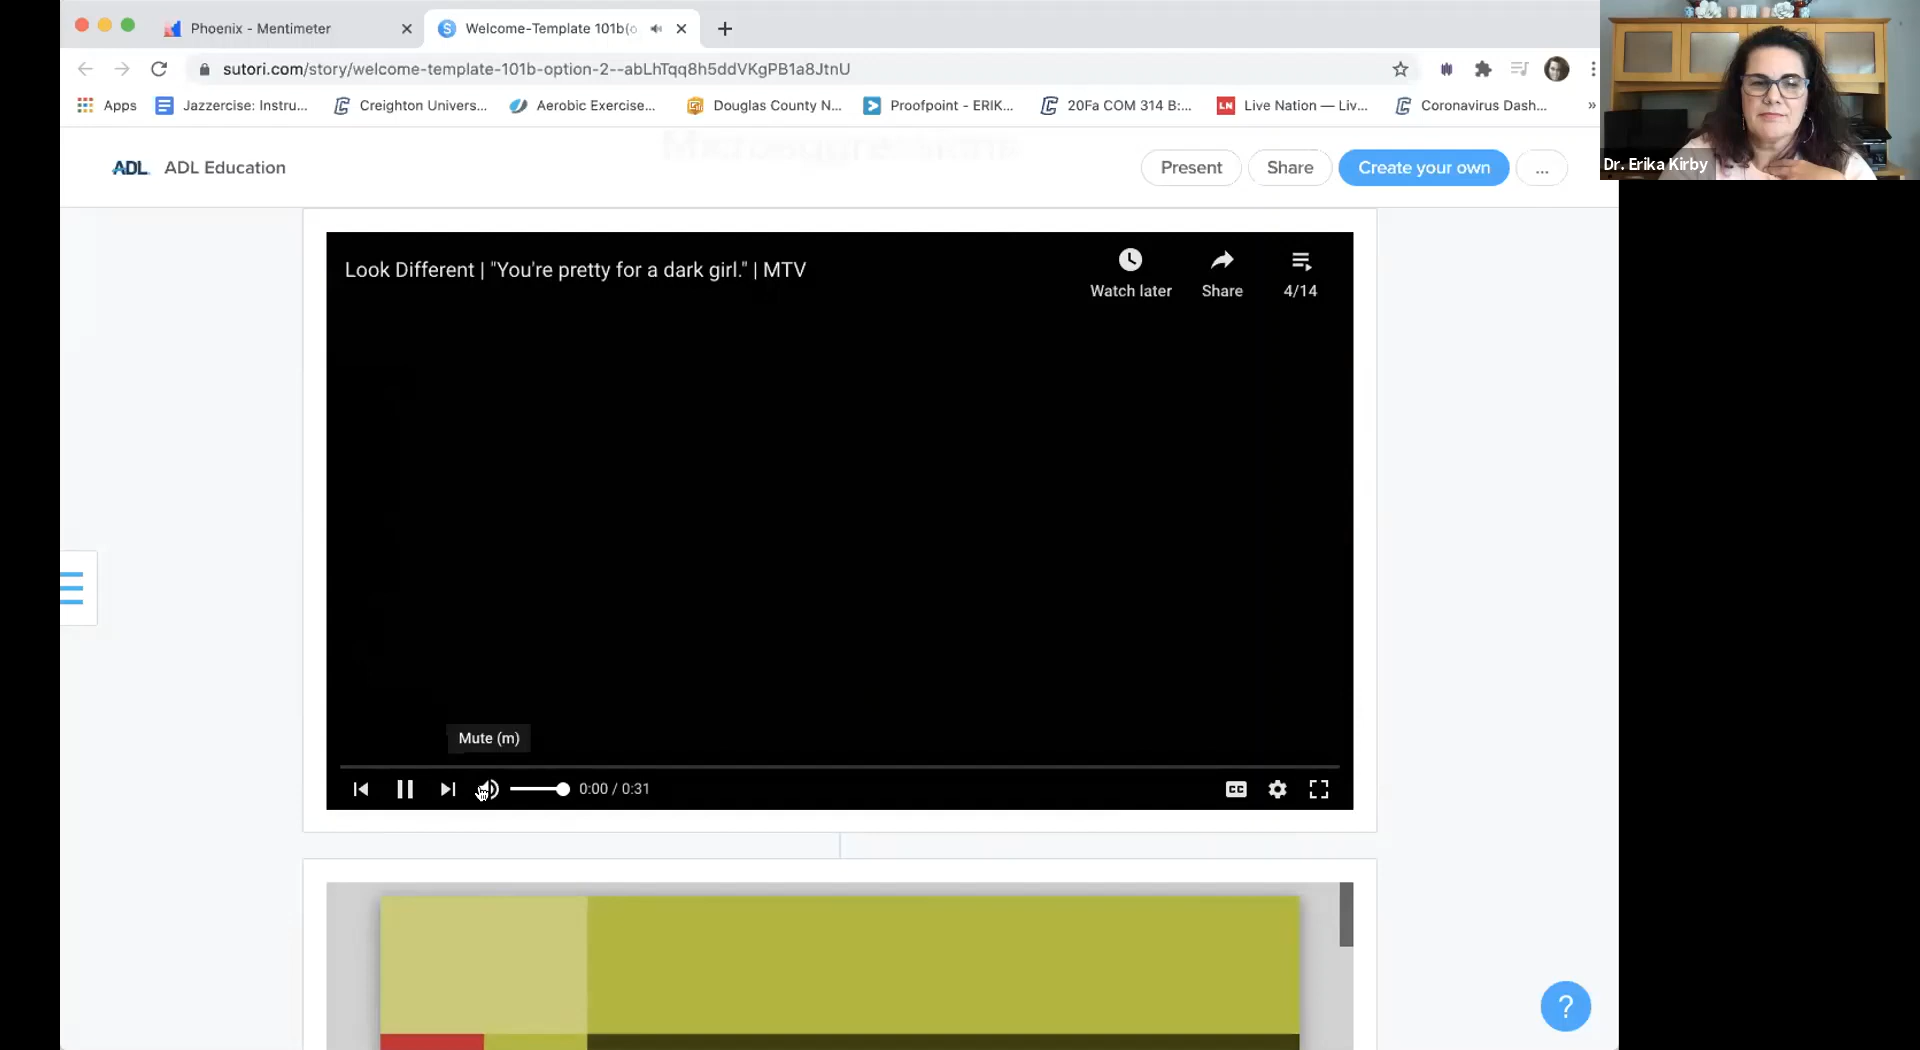 Phoenix - Mentimeter
Welcome-Template 101b(o
sutori.com/story/welcome-template-101b-option-2--abLhTqq8h5ddVKgPB1a8JtnU
Apps
Jazzercise: Instru...
Creighton Univers...
Aerobic Exercise...
Douglas County N...
Proofpoint - ERIK...
20Fa COM 314 B:...
LN Live Nation — Liv...
Coronavirus Dash...
»
Dr. Erika Kirby
Microaggressions
ADL ADL Education
Present
Share
Create your own
...
Look Different | "You're pretty for a dark girl." | MTV
Watch later
Share
4/14
Mute (m)
0:00 / 0:31
CC
?